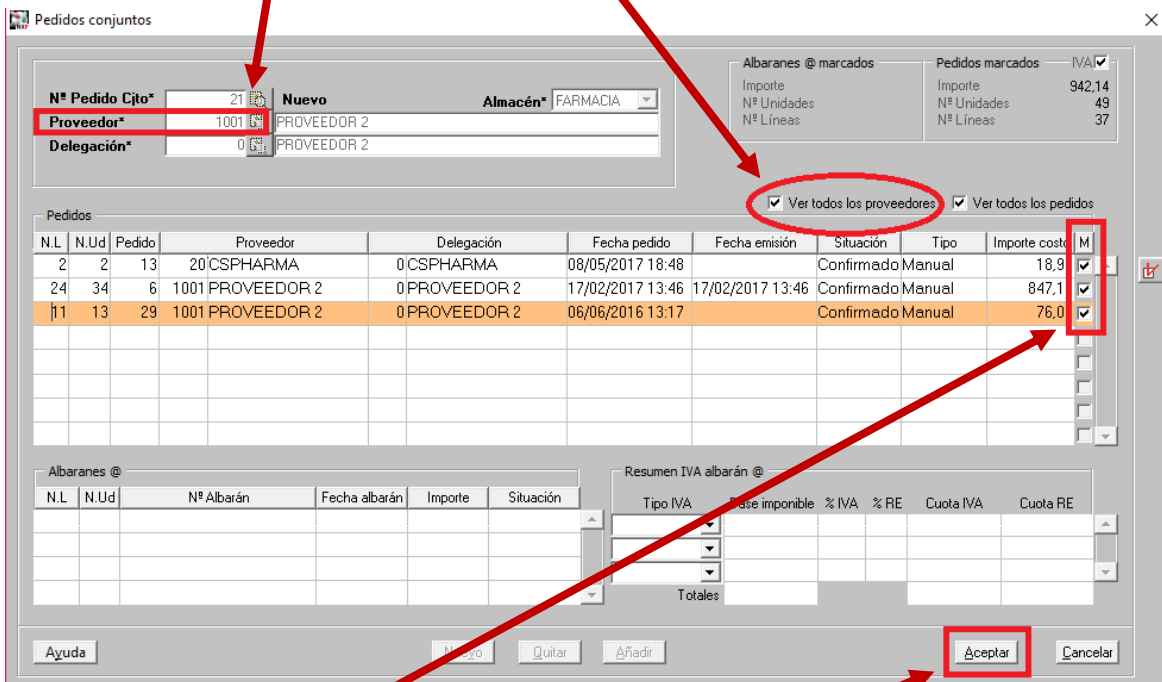 Pedidos conjuntos
Albaranes @ marcados
Importe
Nº Unidades
Nº Líneas
Pedidos marcados IVA
Importe 942,14
Nº Unidades 49
Nº Líneas 37
Nº Pedido Cjto* 21 Nuevo Almacén* FARMACIA
Proveedor* 1001 PROVEEDOR 2
Delegación* 0 PROVEEDOR 2
Ver todos los proveedores Ver todos los pedidos
Pedidos
N.L N.Ud Pedido Proveedor Delegación Fecha pedido Fecha emisión Situación Tipo Importe costo M
2 2 13 20 CSPHARMA 0 CSPHARMA 08/05/2017 18:48 Confirmado Manual 18,9
24 34 6 1001 PROVEEDOR 2 0 PROVEEDOR 2 17/02/2017 13:46 17/02/2017 13:46 Confirmado Manual 847,1
11 13 29 1001 PROVEEDOR 2 0 PROVEEDOR 2 06/06/2016 13:17 Confirmado Manual 76,0
Albaranes @
N.L N.Ud Nº Albarán Fecha albarán Importe Situación
Resumen IVA albarán @
Tipo IVA Base imponible % IVA % RE Cuota IVA Cuota RE
Totales
Ayuda Nuevo Quitar Añadir Aceptar Cancelar